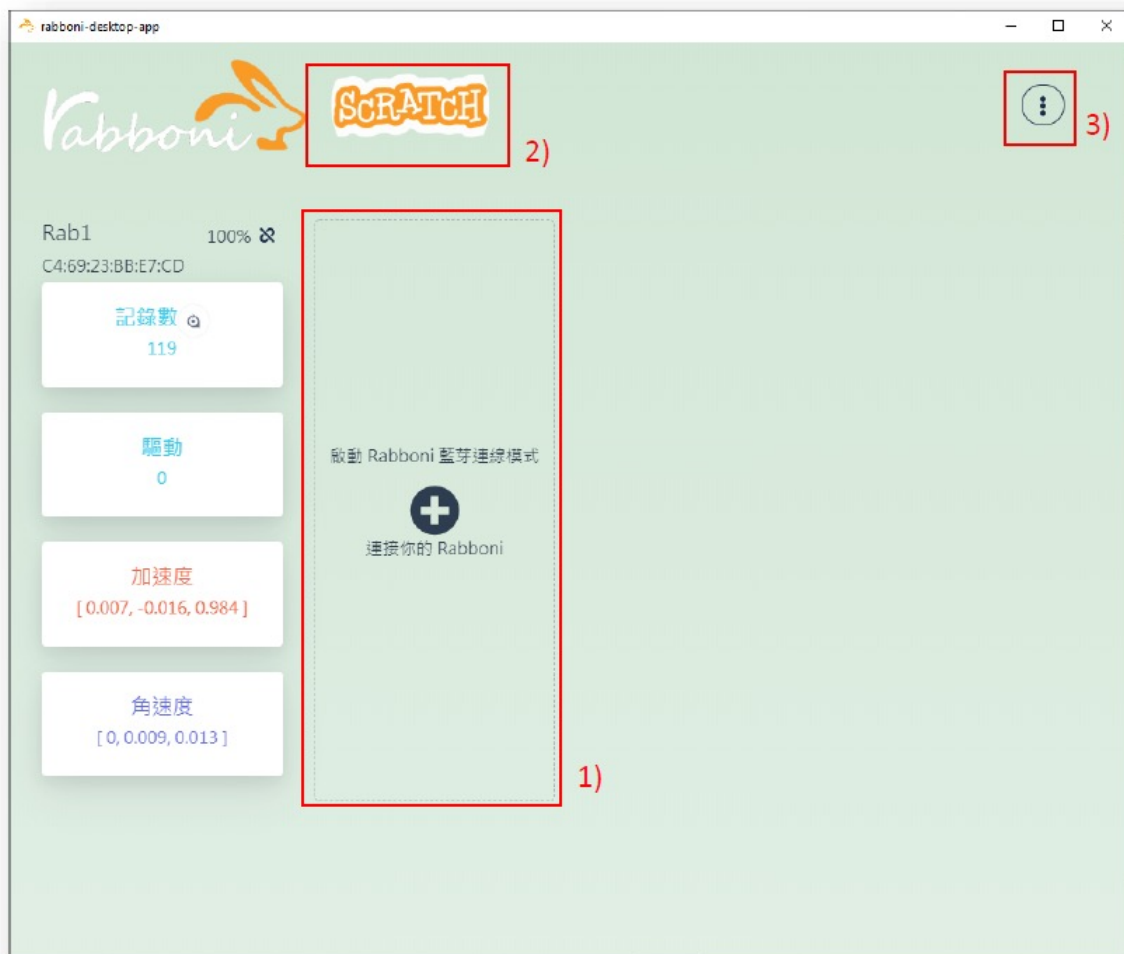 rabboni-desktop-app
rabboni
SCRATCH
2)
3)
Rab1
100%
C4:69:23:BB:E7:CD
記錄數
119
驅動
0
加速度
[ 0.007, -0.016, 0.984 ]
角速度
[ 0, 0.009, 0.013 ]
啟動 Rabboni 藍芽連線模式
連接你的 Rabboni
1)